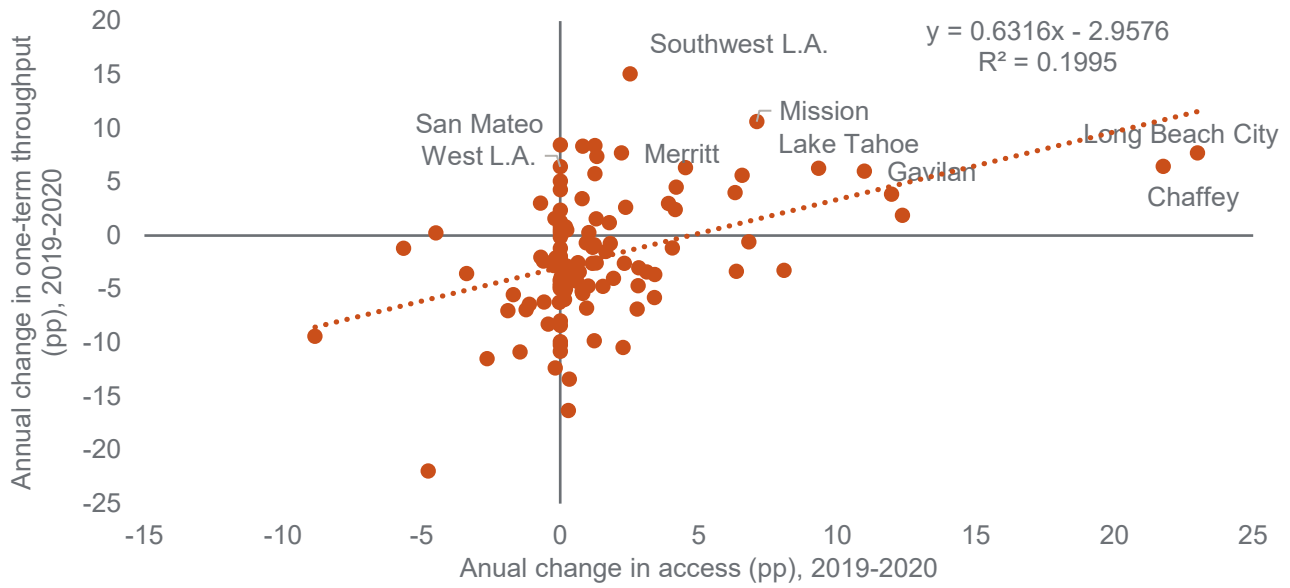 20
15
10
5
0
-5
-10
-15
-20
-25
Annual change in one-term throughput
(pp), 2019-2020
y = 0.6316x - 2.9576
R² = 0.1995
Southwest L.A.
San Mateo
West L.A.
Merritt
Mission
Lake Tahoe
Gavilan
Long Beach City
Chaffey
-15 -10 -5 0 5 10 15 20 25
Anual change in access (pp), 2019-2020